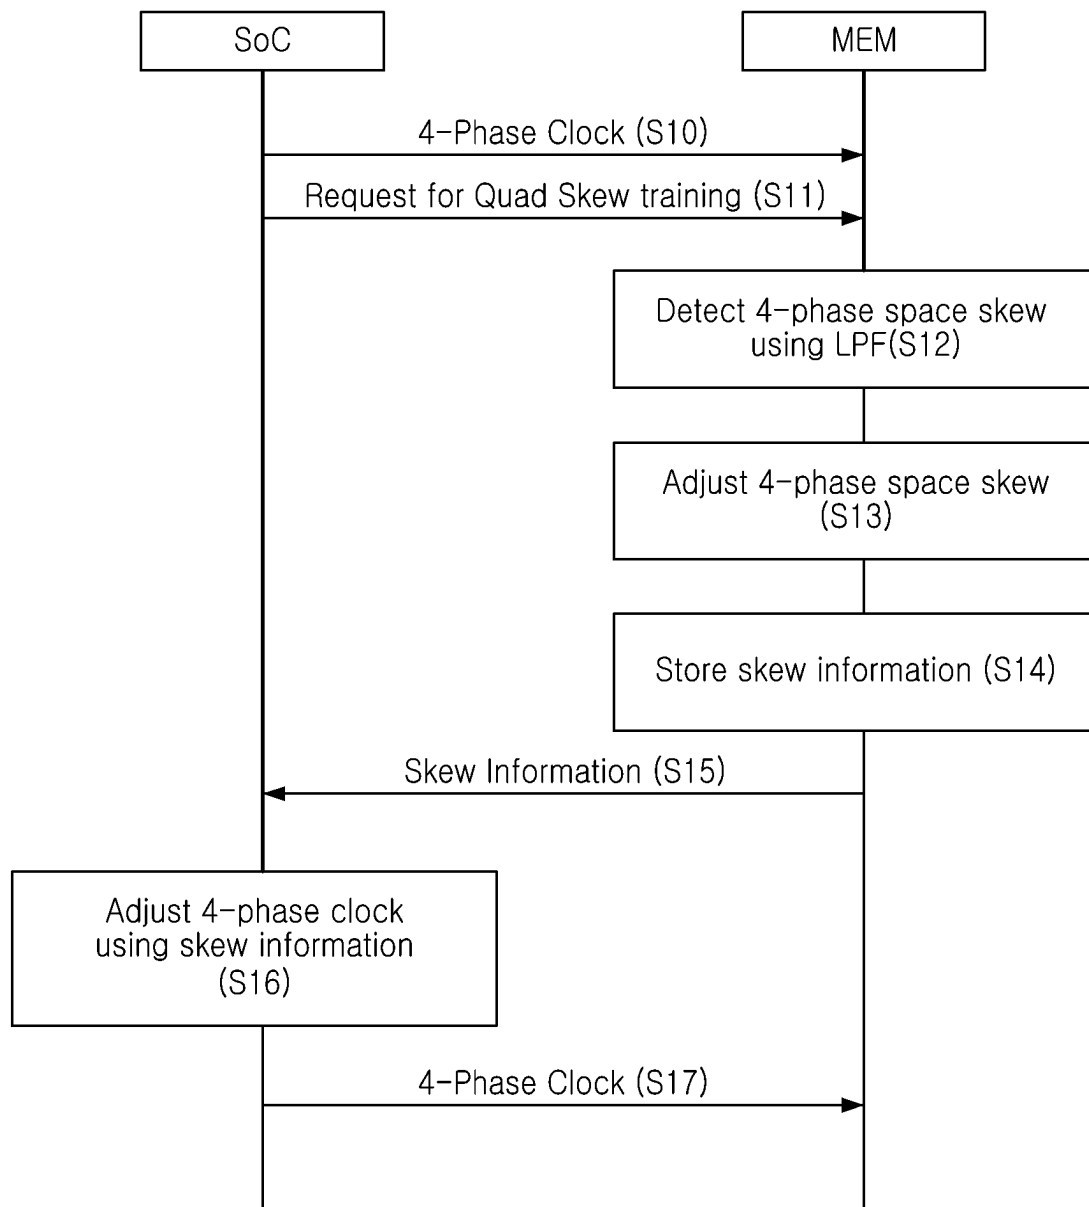 SoC
MEM
4-Phase Clock (S10)
Request for Quad Skew training (S11)
Detect 4-phase space skew
using LPF(S12)
Adjust 4-phase space skew
(S13)
Store skew information (S14)
Skew Information (S15)
Adjust 4-phase clock
using skew information
(S16)
4-Phase Clock (S17)